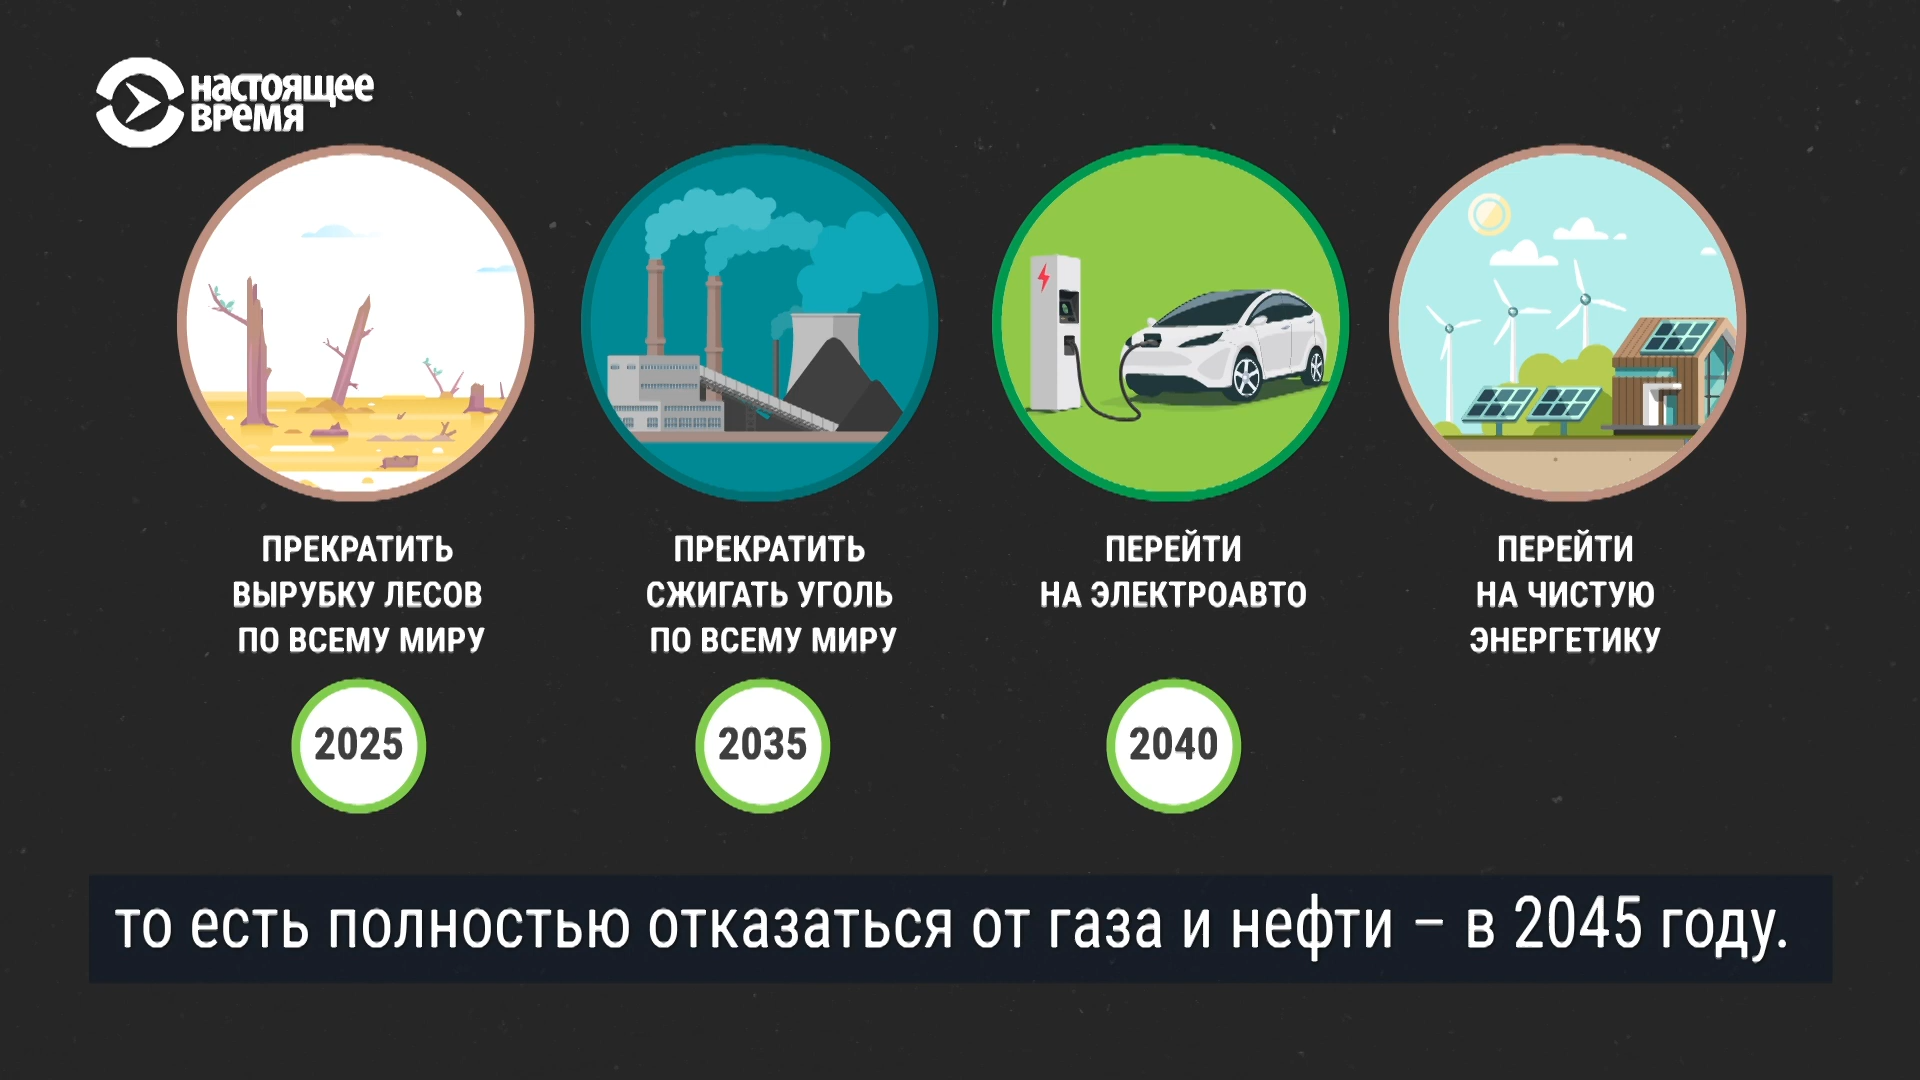 настоящее
время
ПРЕКРАТИТЬ
ВЫРУБКУ ЛЕСОВ
ПО ВСЕМУ МИРУ
2025
ПРЕКРАТИТЬ
СЖИГАТЬ УГОЛЬ
ПО ВСЕМУ МИРУ
2035
ПЕРЕЙТИ
НА ЭЛЕКТРОАВТО
2040
ПЕРЕЙТИ
НА ЧИСТУЮ
ЭНЕРГЕТИКУ
то есть полностью отказаться от газа и нефти – в 2045 году.